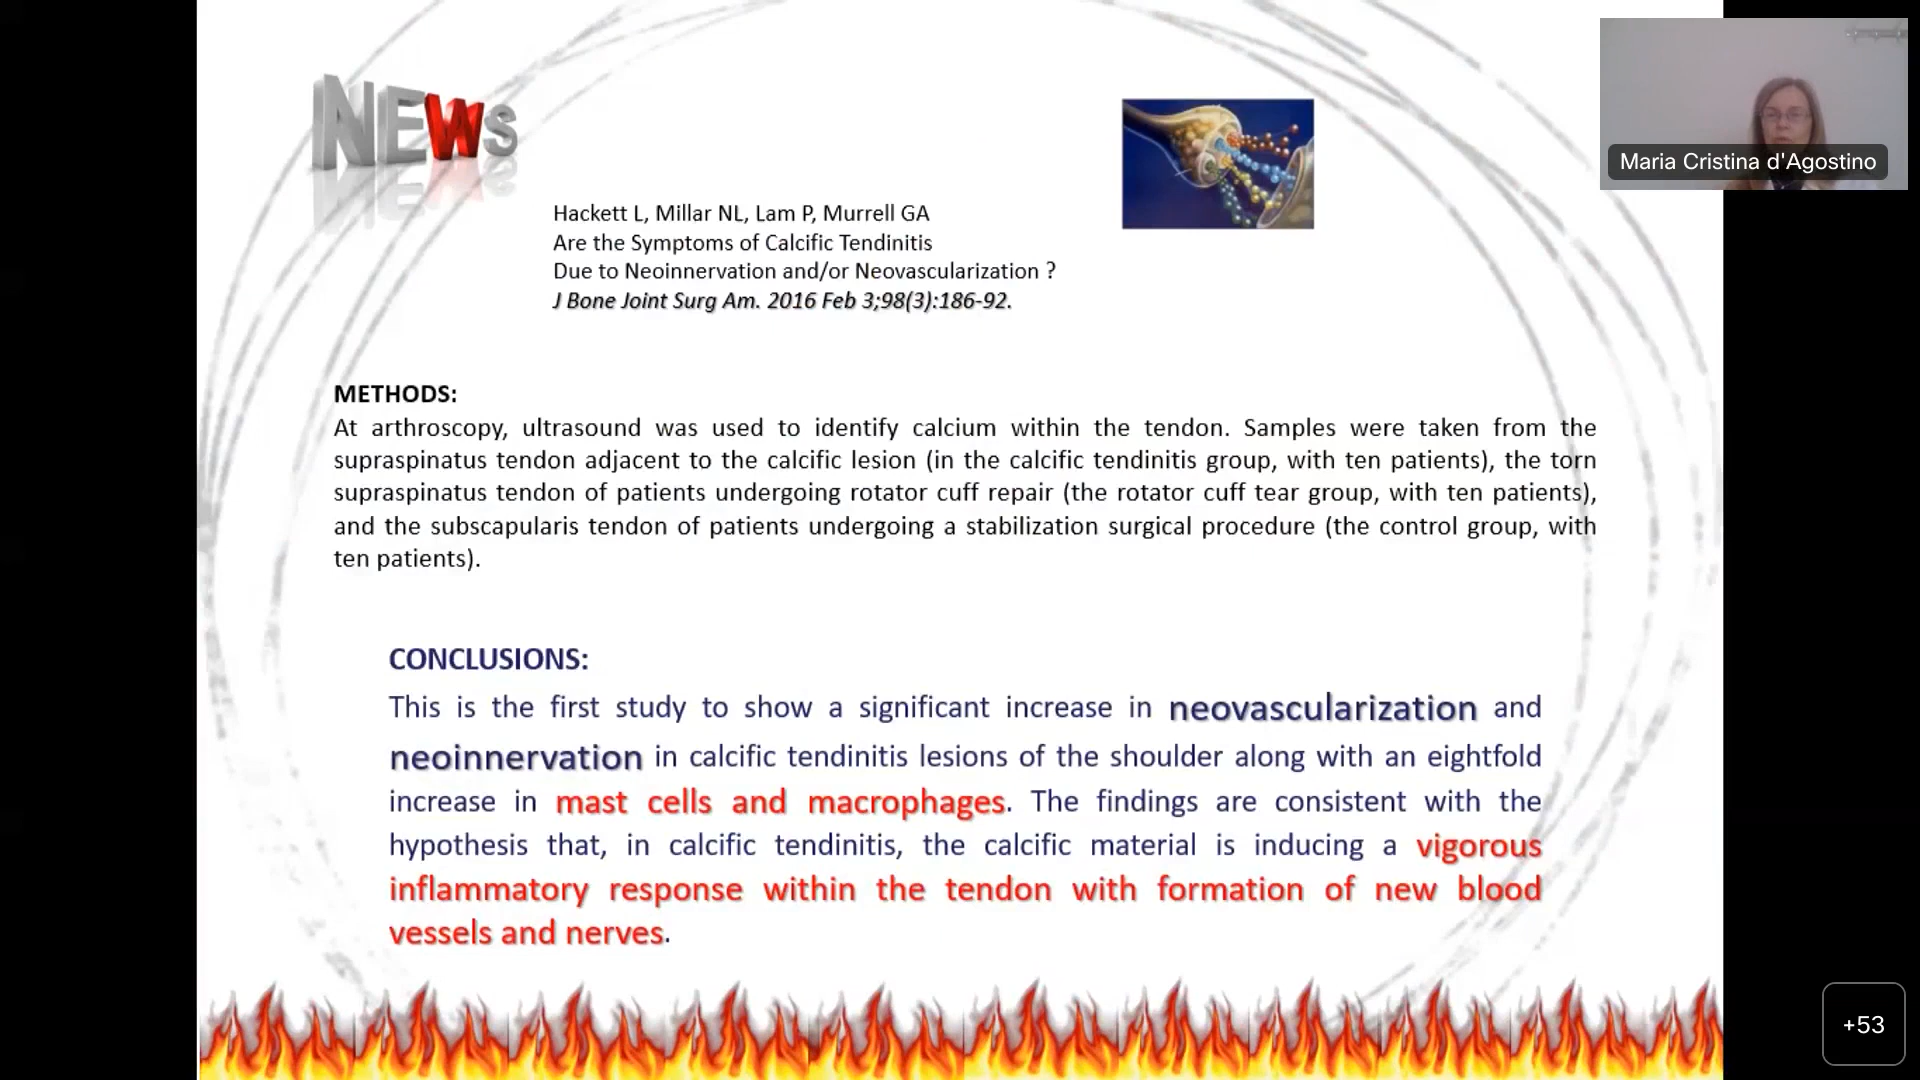 NEWS
Maria Cristina d'Agostino
Hackett L, Millar NL, Lam P, Murrell GA
Are the Symptoms of Calcific Tendinitis
Due to Neoinnervation and/or Neovascularization ?
J Bone Joint Surg Am. 2016 Feb 3;98(3):186-92.
METHODS:
At arthroscopy, ultrasound was used to identify calcium within the tendon. Samples were taken from the
supraspinatus tendon adjacent to the calcific lesion (in the calcific tendinitis group, with ten patients), the torn
supraspinatus tendon of patients undergoing rotator cuff repair (the rotator cuff tear group, with ten patients),
and the subscapularis tendon of patients undergoing a stabilization surgical procedure (the control group, with
ten patients).
CONCLUSIONS:
This is the first study to show a significant increase in neovascularization and
neoinnervation in calcific tendinitis lesions of the shoulder along with an eightfold
increase in mast cells and macrophages. The findings are consistent with the
hypothesis that, in calcific tendinitis, the calcific material is inducing a vigorous
inflammatory response within the tendon with formation of new blood
vessels and nerves.
+53